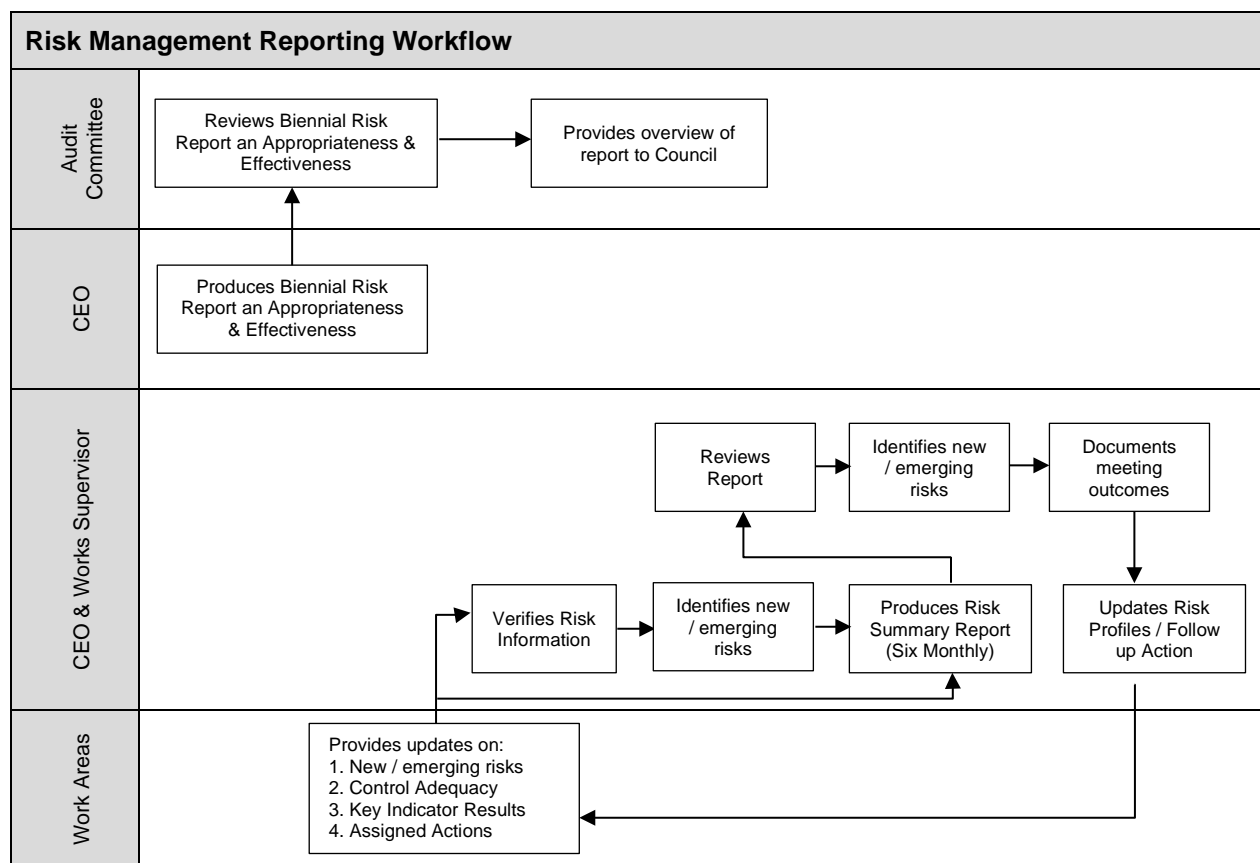 Risk Management Reporting Workflow
Audit
Committee
Reviews Biennial Risk
Report an Appropriateness &
Effectiveness
Provides overview of
report to Council
CEO
Produces Biennial Risk
Report an Appropriateness
& Effectiveness
CEO & Works Supervisor
Reviews
Report
Identifies new
/ emerging
risks
Documents
meeting
outcomes
Verifies Risk
Information
Identifies new
/ emerging
risks
Produces Risk
Summary Report
(Six Monthly)
Updates Risk
Profiles / Follow
up Action
Work Areas
Provides updates on:
1. New / emerging risks
2. Control Adequacy
3. Key Indicator Results
4. Assigned Actions